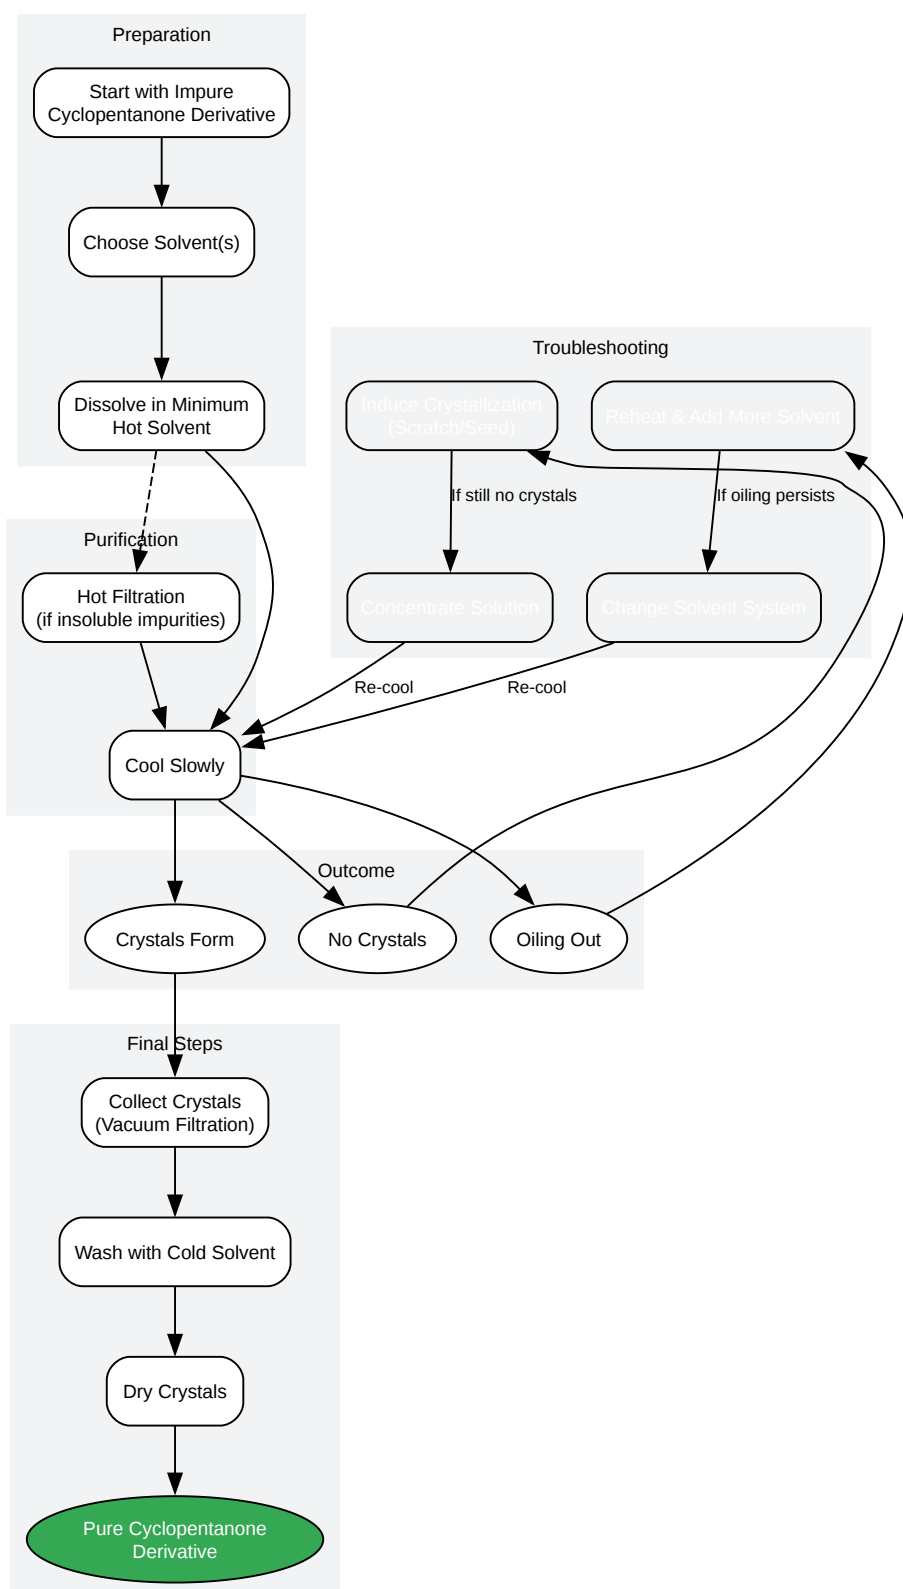 Preparation
Start with Impure
Cyclopentanone Derivative
Choose Solvent(s)
Dissolve in Minimum
Hot Solvent
Troubleshooting
Induce Crystallization
(Scratch/Seed)
Reheat & Add More Solvent
If still no crystals
If oiling persists
Concentrate Solution
Change Solvent System
Re-cool
Re-cool
Purification
Hot Filtration
(if insoluble impurities)
Cool Slowly
Outcome
Crystals Form
No Crystals
Oiling Out
Final Steps
Collect Crystals
(Vacuum Filtration)
Wash with Cold Solvent
Dry Crystals
Pure Cyclopentanone
Derivative